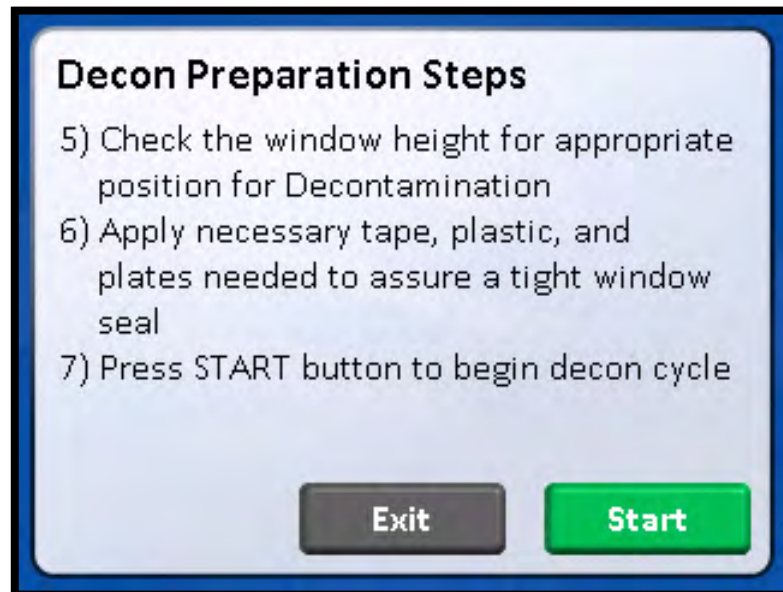 Decon Preparation Steps
5) Check the window height for appropriate
position for Decontamination
6) Apply necessary tape, plastic, and
plates needed to assure a tight window
seal
7) Press START button to begin decon cycle
Exit
Start